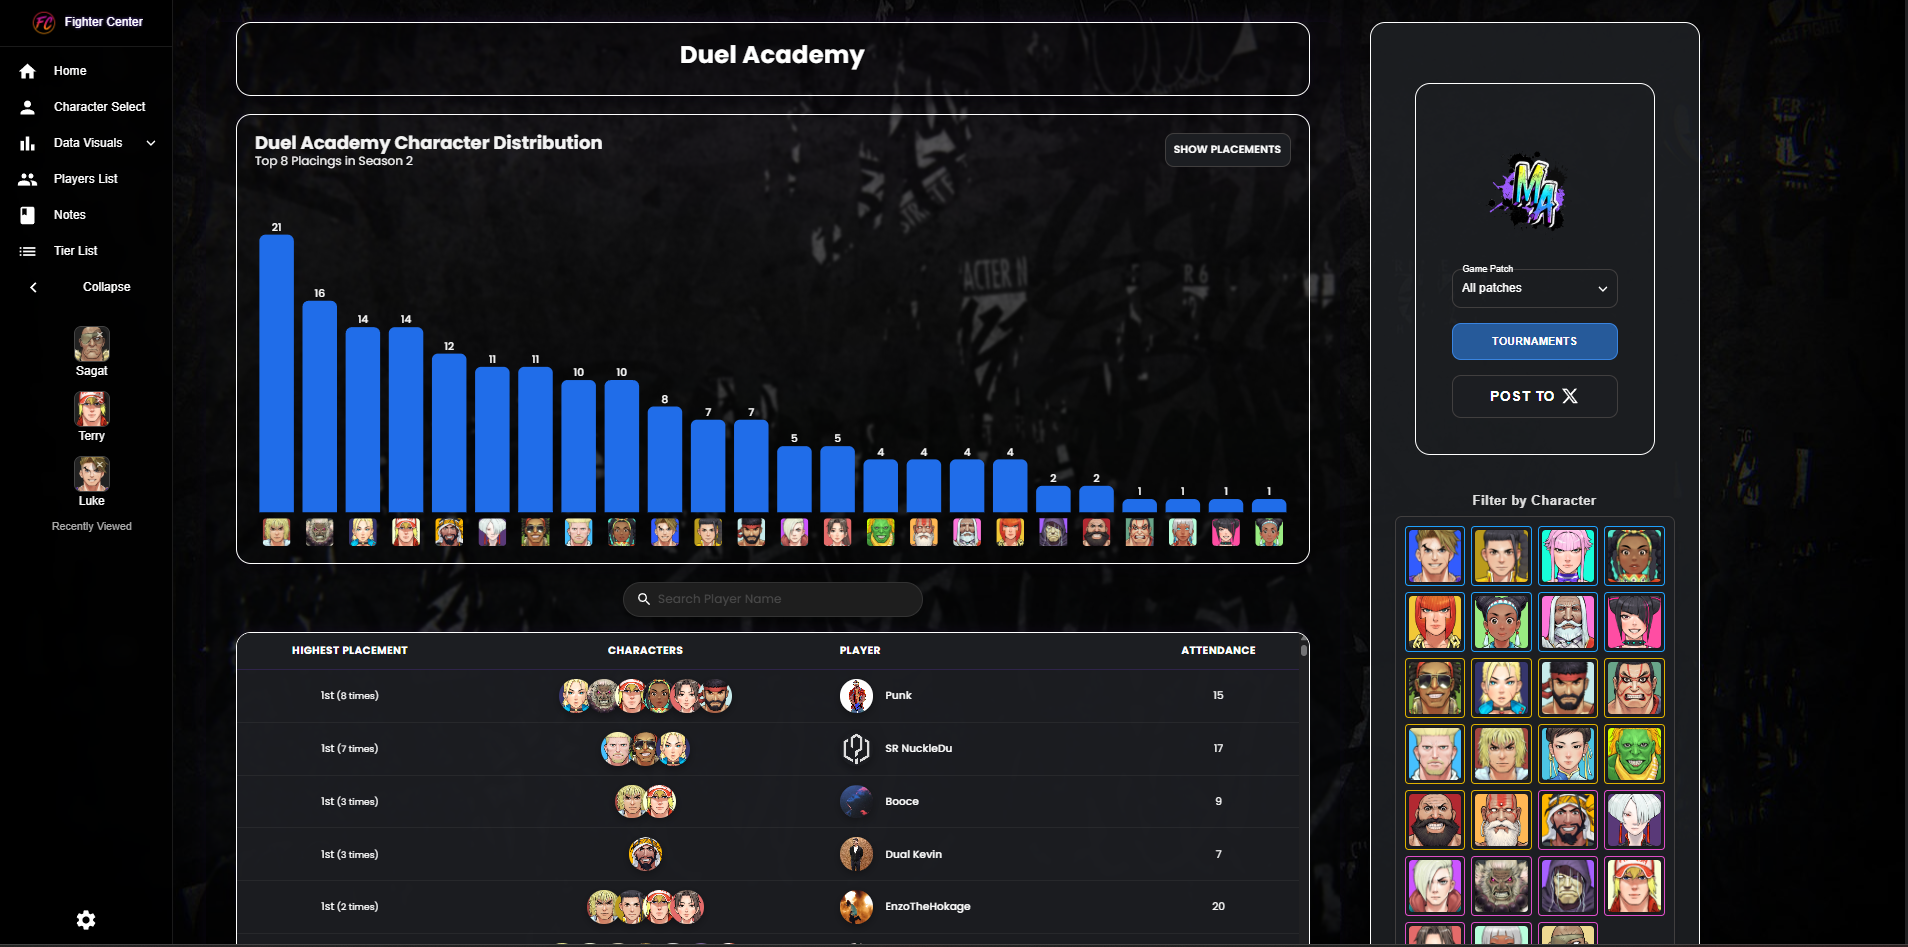 FC Fighter Center
Home
Character Select
Data Visuals
Players List
Notes
Tier List
Collapse
Sagat
Terry
Luke
Recently Viewed
Duel Academy
Duel Academy Character Distribution
Top 8 Placings in Season 2
SHOW PLACEMENTS
21
16
14
14
12
11
11
10
10
8
7
7
5
5
4
4
4
4
2
2
1
1
1
1
Search Player Name
HIGHEST PLACEMENT CHARACTERS PLAYER ATTENDANCE
1st (8 times) Punk 15
1st (7 times) SR NuckleDu 17
1st (3 times) Booce 9
1st (3 times) Dual Kevin 7
1st (2 times) EnzoTheHokage 20
MA
Game Patch
All patches
TOURNAMENTS
POST TO X
Filter by Character